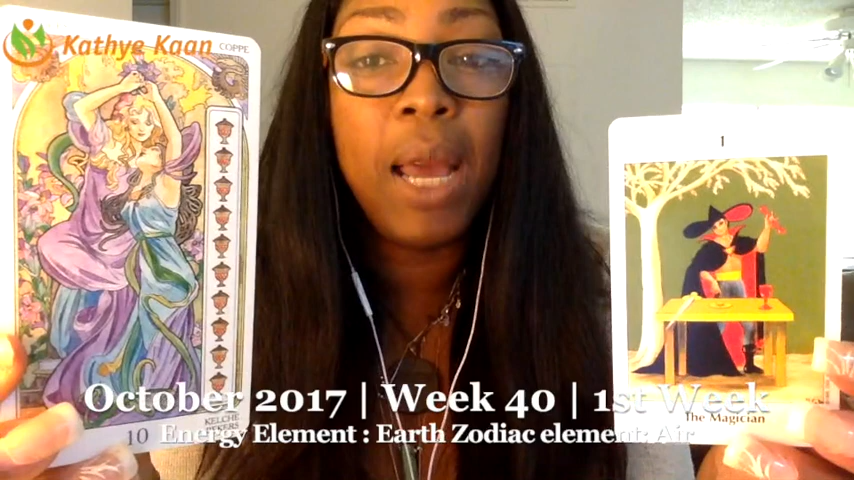 Kathye Kaan
COPPE
I
October 2017 | Week 40 | 1st Week
The Magician
Energy Element : Earth Zodiac element: Air
10
KELCHE